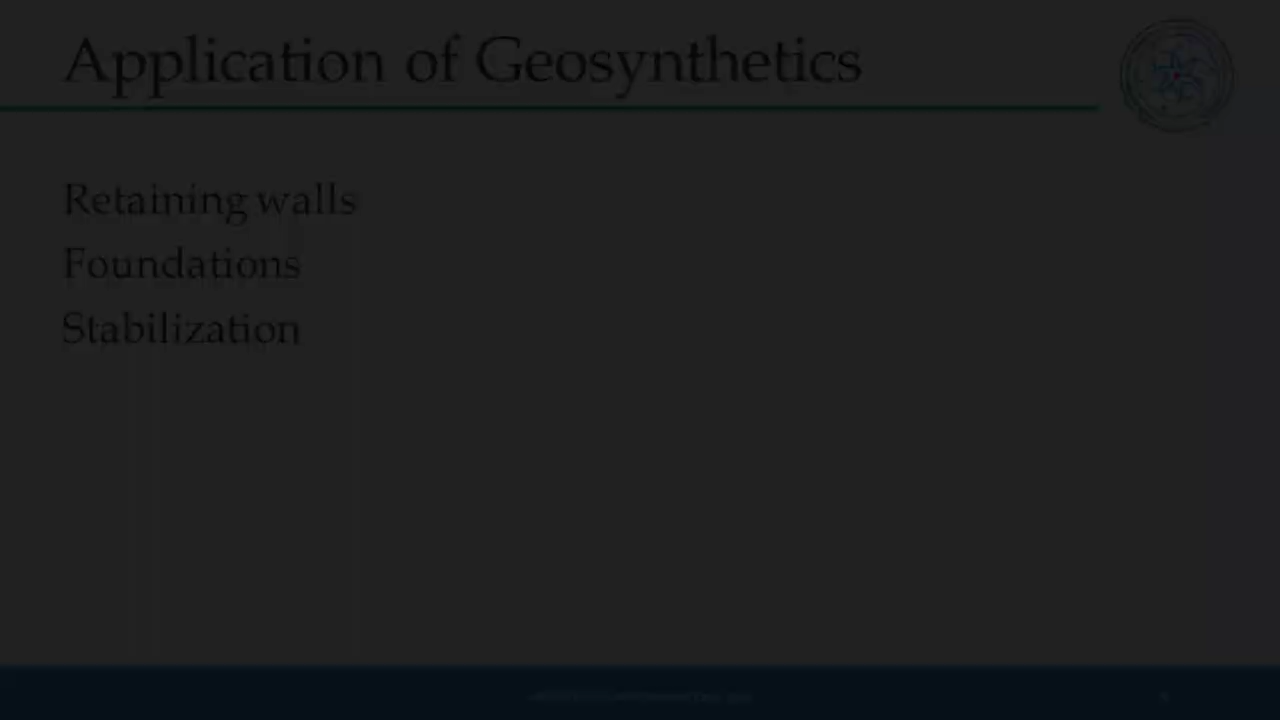 Application of Geosynthetics
Retaining walls
Foundations
Stabilization